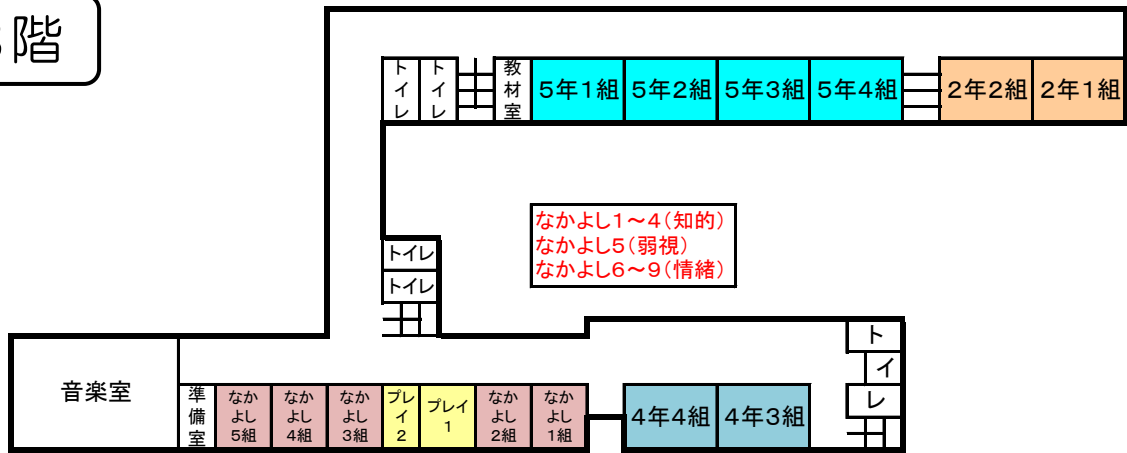 階
トイレ
トイレ
教材室
5年1組
5年2組
5年3組
5年4組
2年2組
2年1組
なかよし1～4(知的)
なかよし5(弱視)
なかよし6～9(情緒)
トイレ
トイレ
トイレ
音楽室
準備室
なかよし5組
なかよし4組
なかよし3組
プレイ2
プレイ1
なかよし2組
なかよし1組
4年4組
4年3組